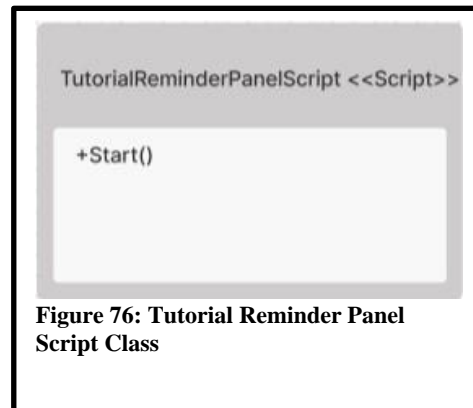 TutorialReminderPanelScript <<Script>>
+Start()
Figure 76: Tutorial Reminder Panel
Script Class